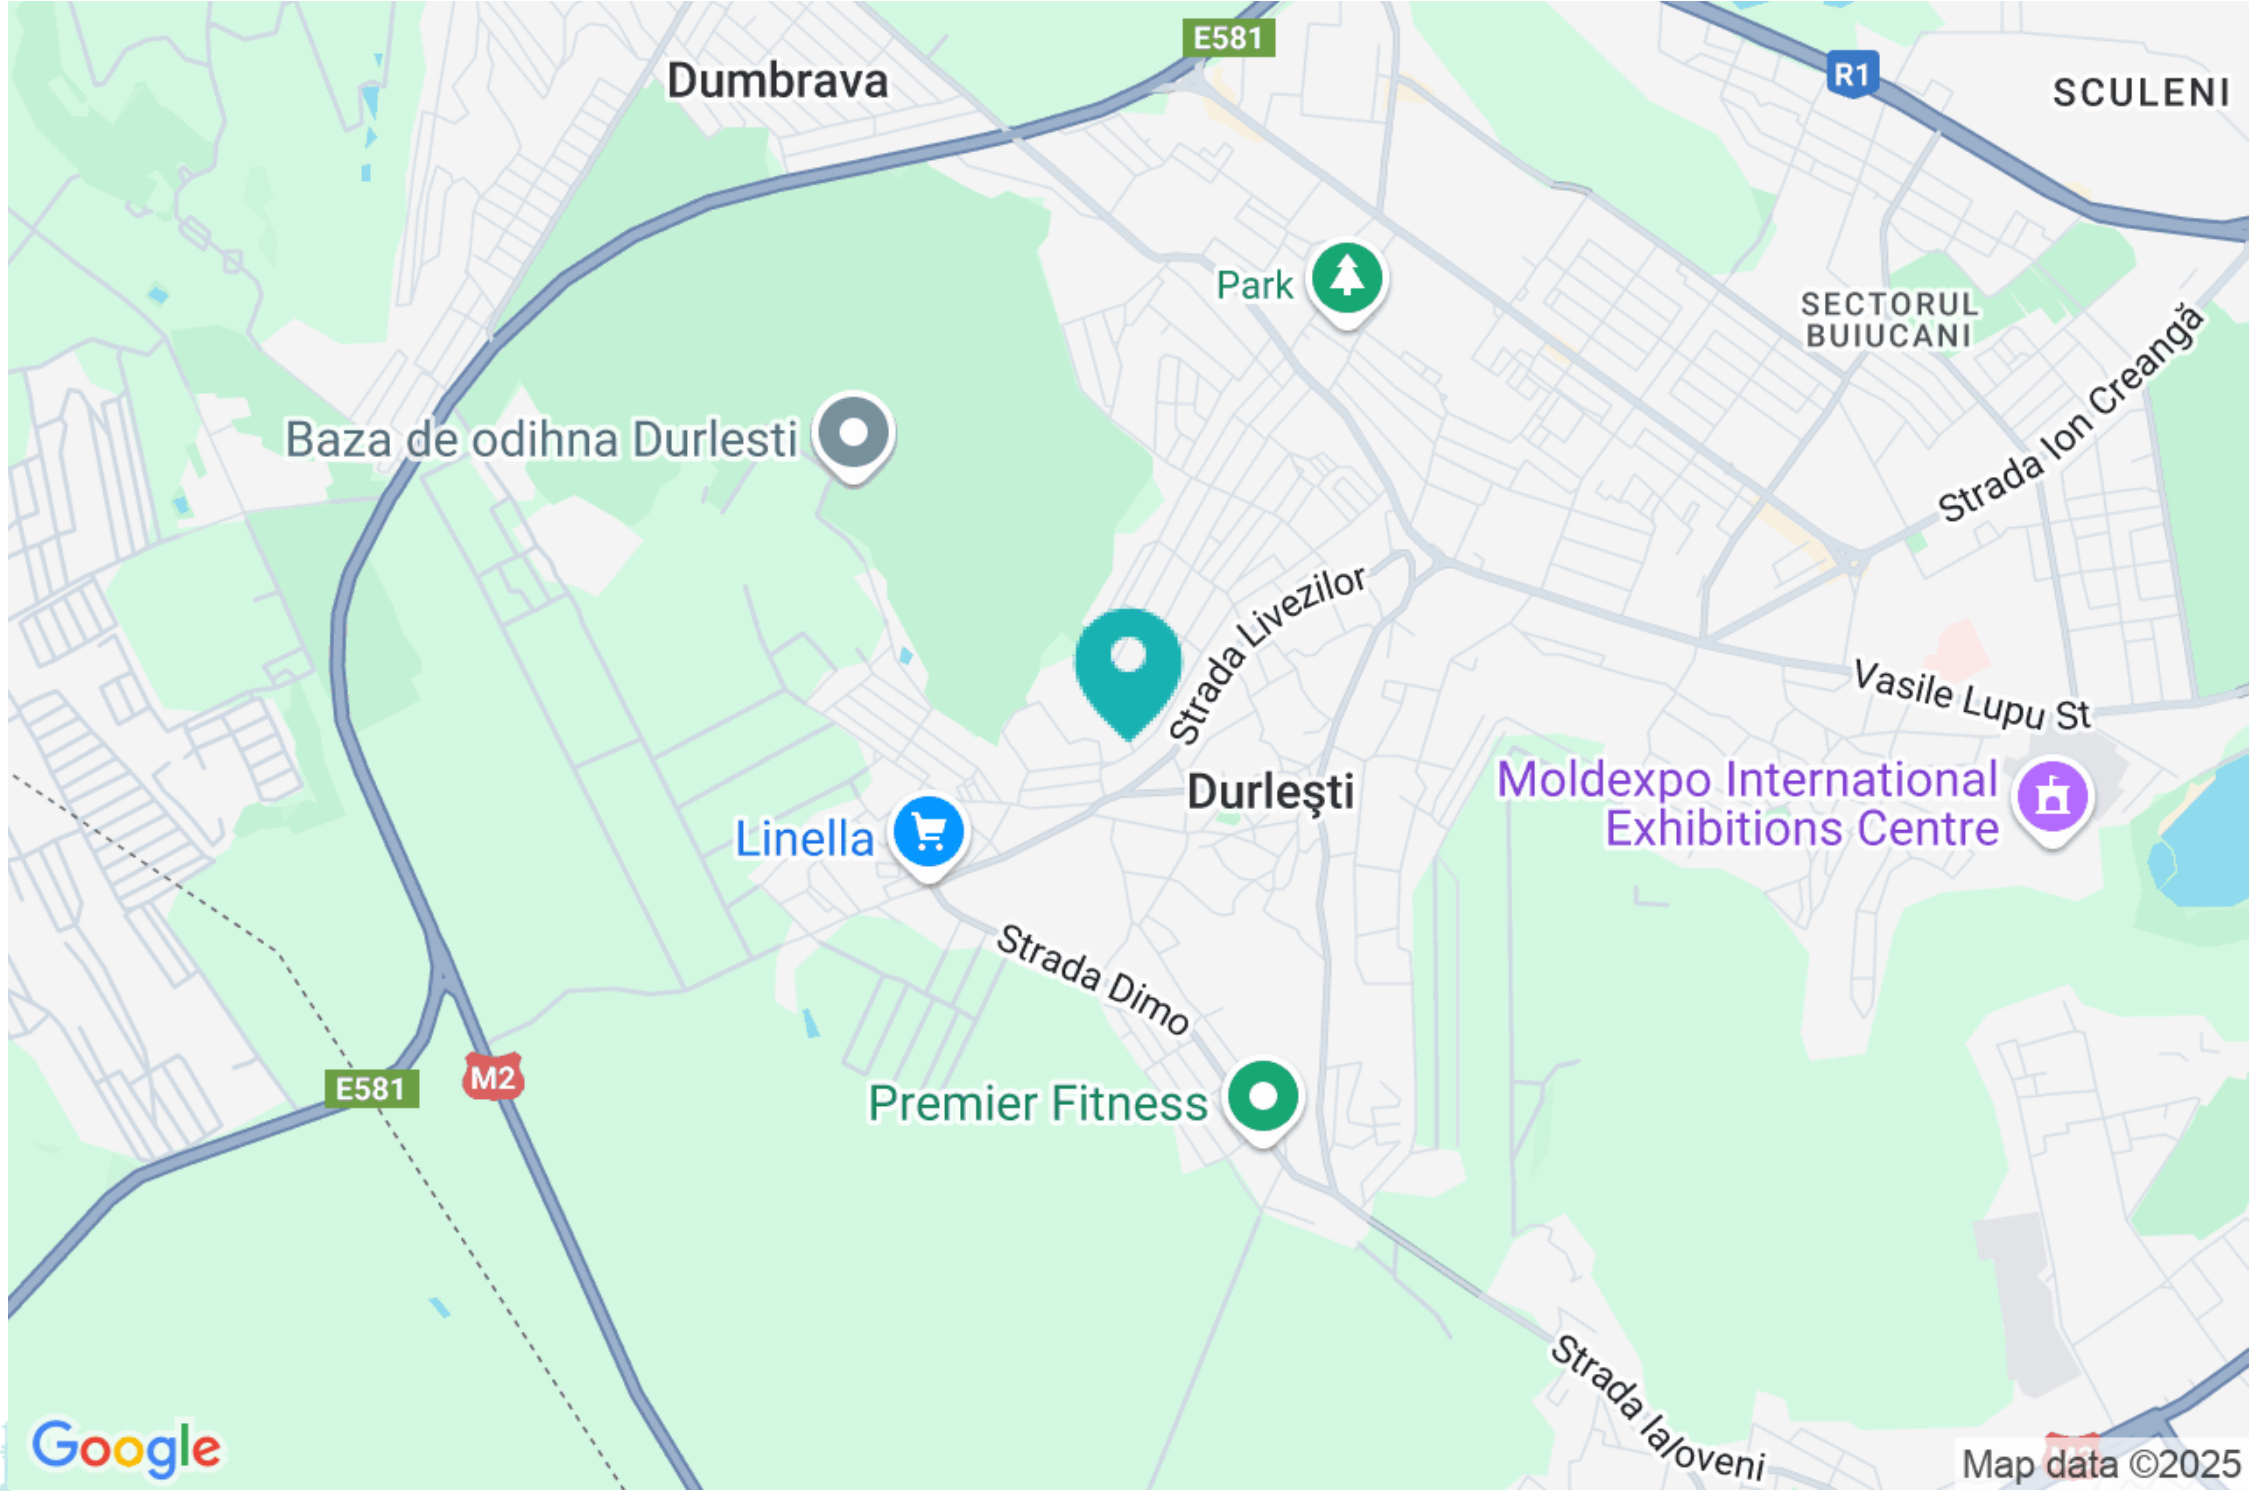 E581
Dumbrava
R1
SCULENI
Park
SECTORUL
BUIUCANI
Strada Ion Creangă
Baza de odihna Durlesti
Strada Livezilor
Vasile Lupu St
Durleşti
Moldexpo International
Exhibitions Centre
Linella
Strada Dimo
E581
M2
Premier Fitness
Strada Ialoveni
Google
Map data ©2025